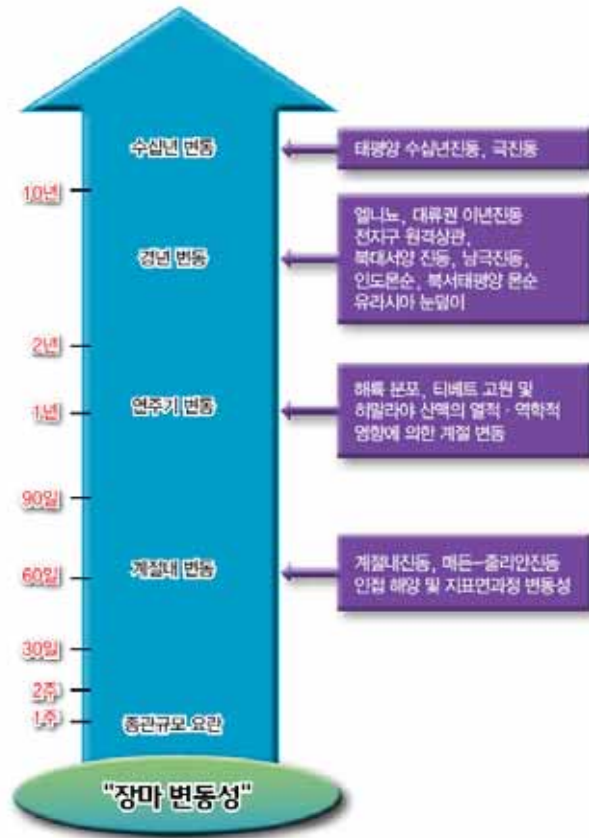 수십년 변동
태평양 수십년진동, 극진동
10년
엘니뇨, 대류권 이년진동
전지구 원격상관,
북대서양 진동, 남극진동,
인도몬순, 북서태평양 몬순
유라시아 눈덮이
경년 변동
2년
연주기 변동
1년
해륙 분포, 티베트 고원 및
히말라야 산맥의 열적·역학적
영향에 의한 계절 변동
90일
계절내 변동
60일
계절내진동, 매든-줄리안진동
인접 해양 및 지표면과정 변동성
30일
2주
1주
종관규모 요란
"장마 변동성"